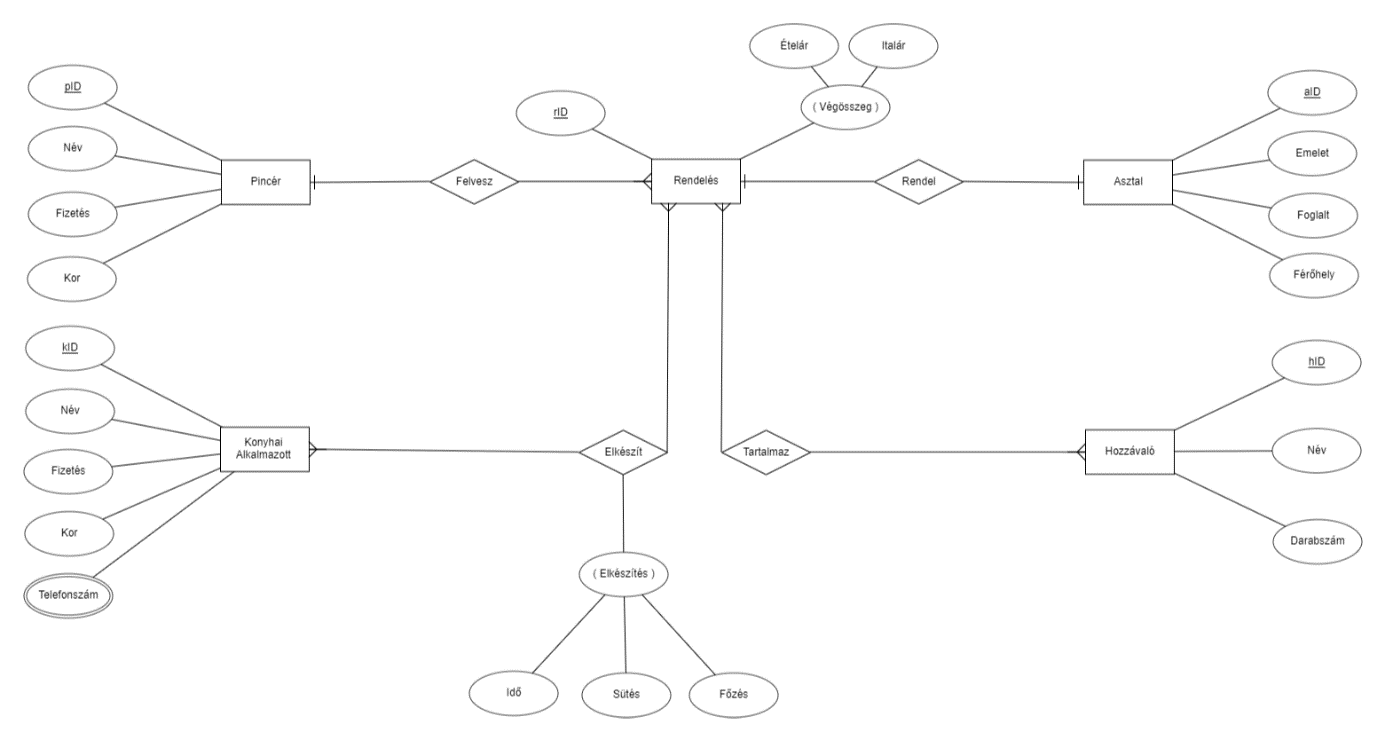 Ételár
Italár
pID
aID
rID
( Végösszeg )
Név
Emelet
Pincér
Felvesz
Rendelés
Rendel
Asztal
Fizetés
Foglalt
Kor
Férőhely
kID
hID
Név
Konyhai
Alkalmazott
Elkészít
Tartalmaz
Hozzávaló
Név
Fizetés
Kor
Darabszám
Telefonszám
( Elkészítés )
Idő
Sütés
Főzés